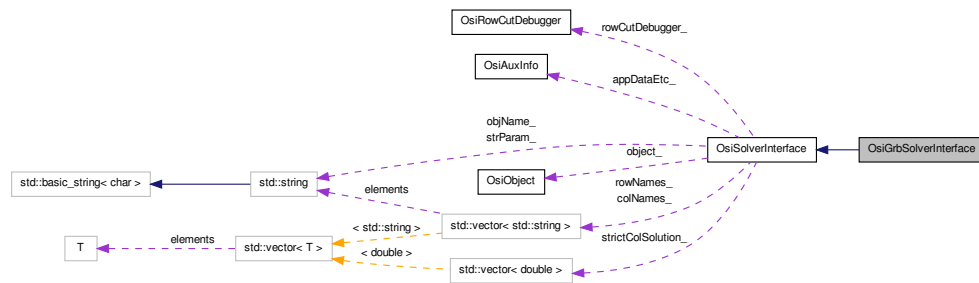 OsiRowCutDebugger
rowCutDebugger_
OsiAuxInfo
appDataEtc_
objName_
strParam_
OsiSolverInterface
OsiGrbSolverInterface
object_
std::basic_string< char >
std::string
OsiObject
elements
rowNames_
colNames_
< std::string >
std::vector< std::string >
T
elements
std::vector< T >
strictColSolution_
< double >
std::vector< double >